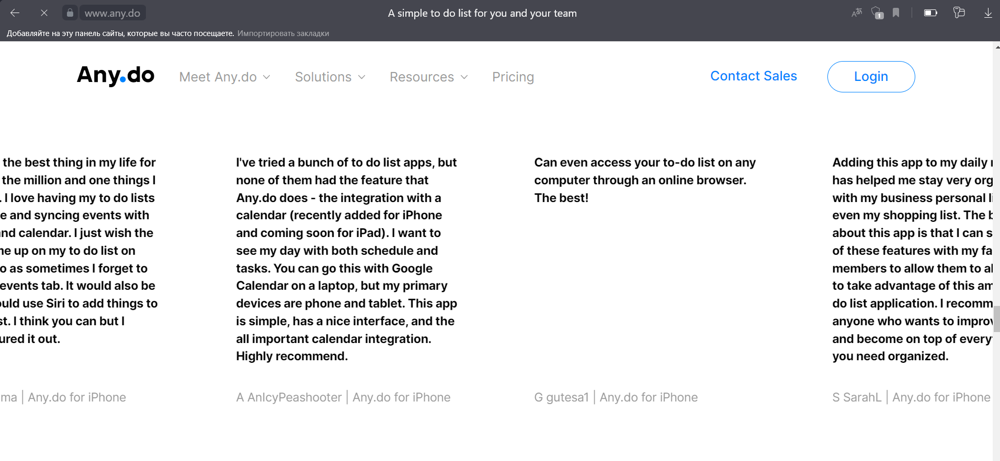 www.any.do
A simple to do list for you and your team
1
Добавляйте на эту панель сайты, которые вы часто посещаете. Импортировать закладки
Any.do
Meet Any.do
Solutions
Resources
Pricing
Contact Sales
Login
the best thing in my life for
the million and one things I
. I love having my to do lists
and syncing events with
calendar. I just wish the
up on my to do list on
as sometimes I forget to
events tab. It would also be
use Siri to add things to
I think you can but I
it out.
ma | Any.do for iPhone
I've tried a bunch of to do list apps, but
none of them had the feature that
Any.do does - the integration with a
calendar (recently added for iPhone
and coming soon for iPad). I want to
see my day with both schedule and
tasks. You can go this with Google
Calendar on a laptop, but my primary
devices are phone and tablet. This app
is simple, has a nice interface, and the
all important calendar integration.
Highly recommend.
A AnIcyPeashooter | Any.do for iPhone
Can even access your to-do list on any
computer through an online browser.
The best!
G gutesa1 | Any.do for iPhone
Adding this app to my daily
has helped me stay very org
with my business personal
even my shopping list. The
about this app is that I can s
of these features with my fa
members to allow them to
to take advantage of this am
do list application. I recomm
anyone who wants to improv
and become on top of every
you need organized.
S SarahL | Any.do for iPhone